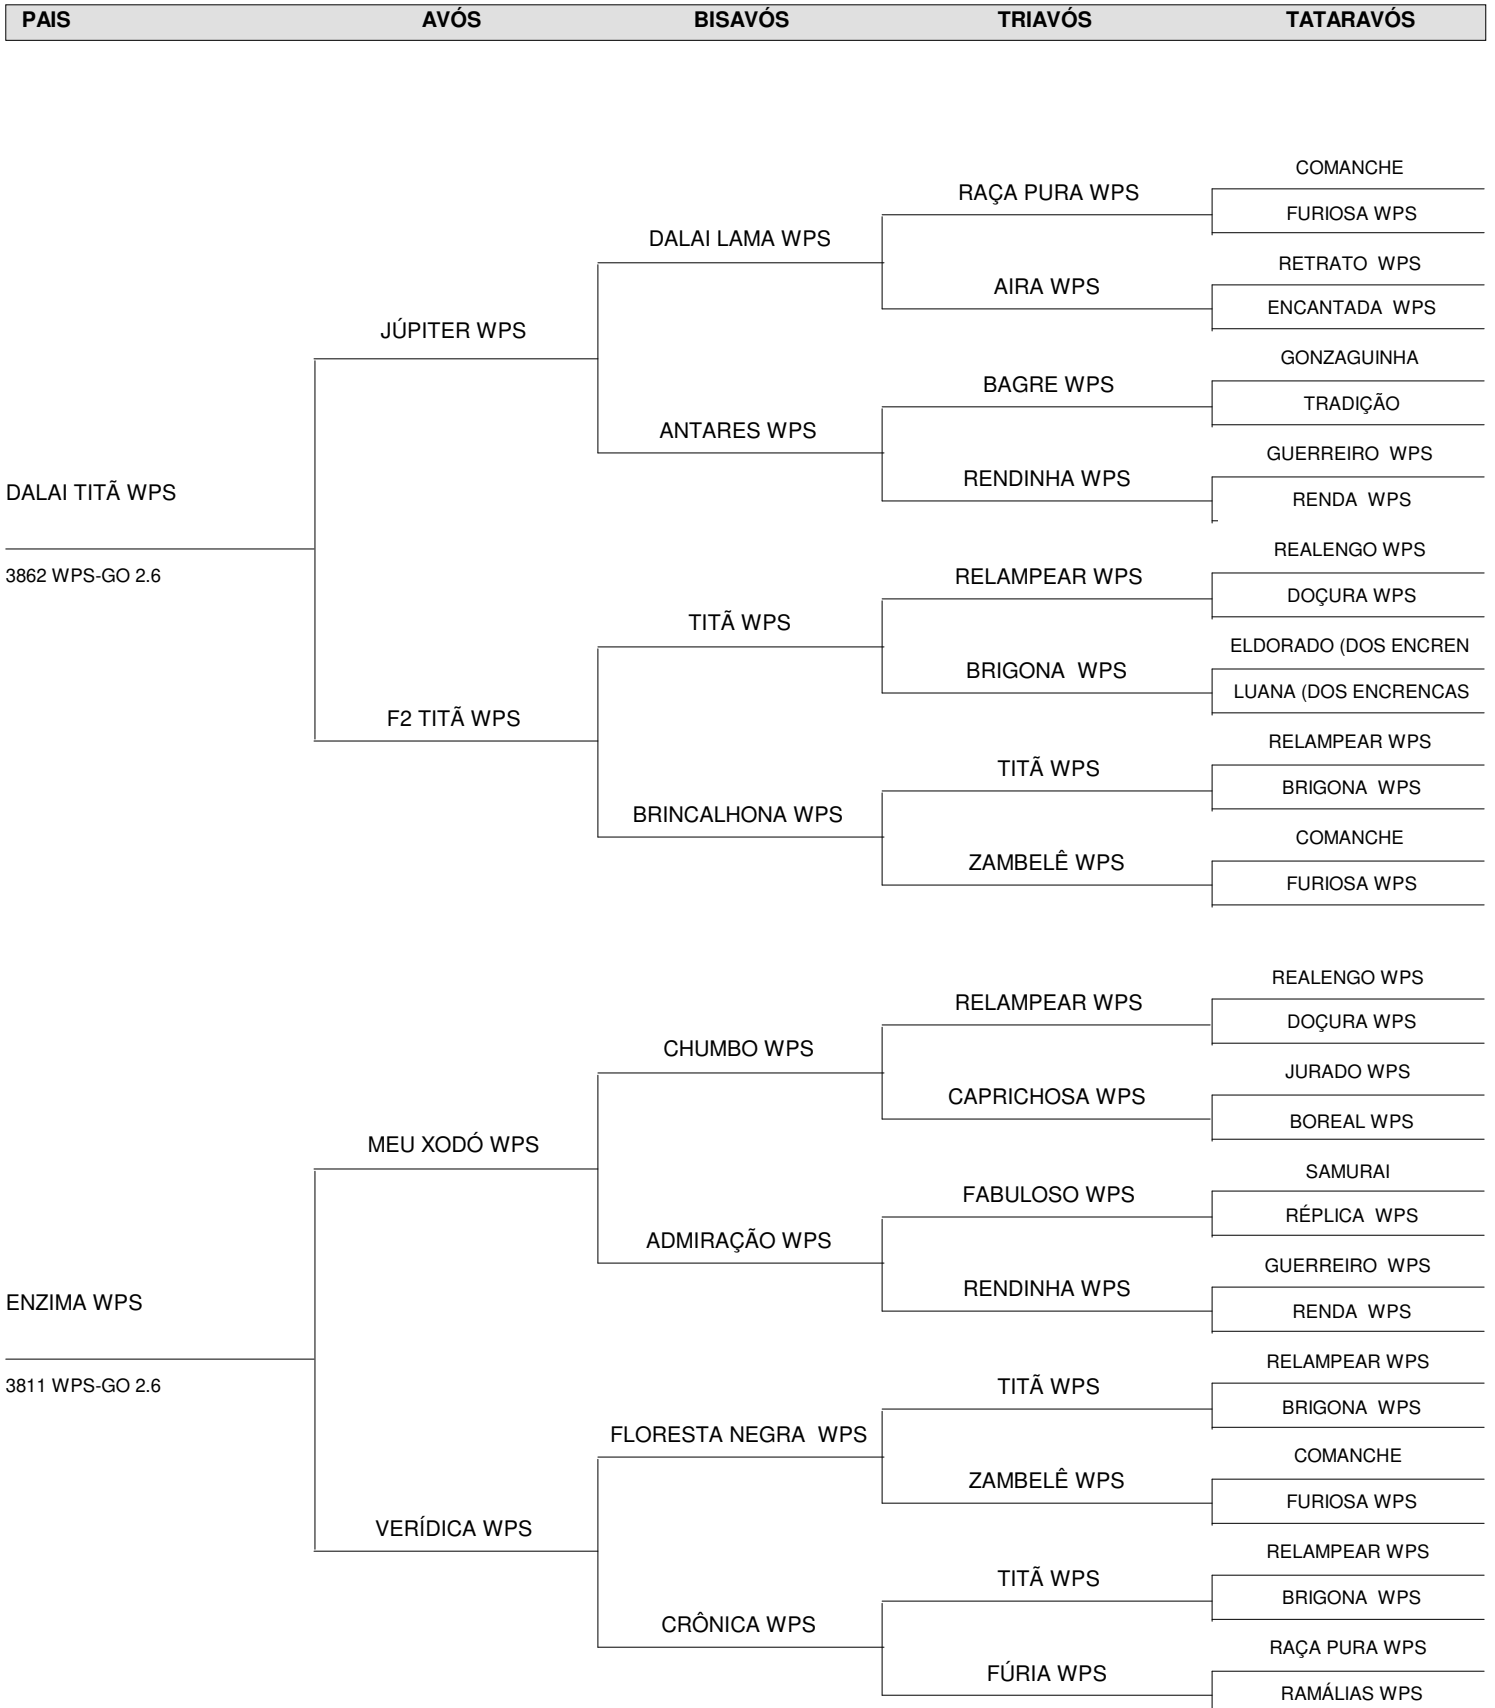 PAIS AVÓS BISAVÓS TRIAVÓS TATARAVÓS
COMANCHE
RAÇA PURA WPS
FURIOSA WPS
DALAI LAMA WPS
RETRATO WPS
AIRA WPS
ENCANTADA WPS
JÚPITER WPS
GONZAGUINHA
BAGRE WPS
TRADIÇÃO
ANTARES WPS
GUERREIRO WPS
RENDINHA WPS
RENDA WPS
DALAI TITÃ WPS
3862 WPS-GO 2.6
REALENGO WPS
RELAMPEAR WPS
DOÇURA WPS
TITÃ WPS
ELDORADO (DOS ENCREN
BRIGONA WPS
LUANA (DOS ENCRENCAS
F2 TITÃ WPS
RELAMPEAR WPS
TITÃ WPS
BRIGONA WPS
BRINCALHONA WPS
COMANCHE
ZAMBELÊ WPS
FURIOSA WPS
REALENGO WPS
RELAMPEAR WPS
DOÇURA WPS
CHUMBO WPS
JURADO WPS
CAPRICHOSA WPS
BOREAL WPS
MEU XODÓ WPS
SAMURAI
FABULOSO WPS
RÉPLICA WPS
ADMIRAÇÃO WPS
GUERREIRO WPS
RENDINHA WPS
RENDA WPS
ENZIMA WPS
3811 WPS-GO 2.6
RELAMPEAR WPS
TITÃ WPS
BRIGONA WPS
FLORESTA NEGRA WPS
COMANCHE
ZAMBELÊ WPS
FURIOSA WPS
VERÍDICA WPS
RELAMPEAR WPS
TITÃ WPS
BRIGONA WPS
CRÔNICA WPS
RAÇA PURA WPS
FÚRIA WPS
RAMÁLIAS WPS